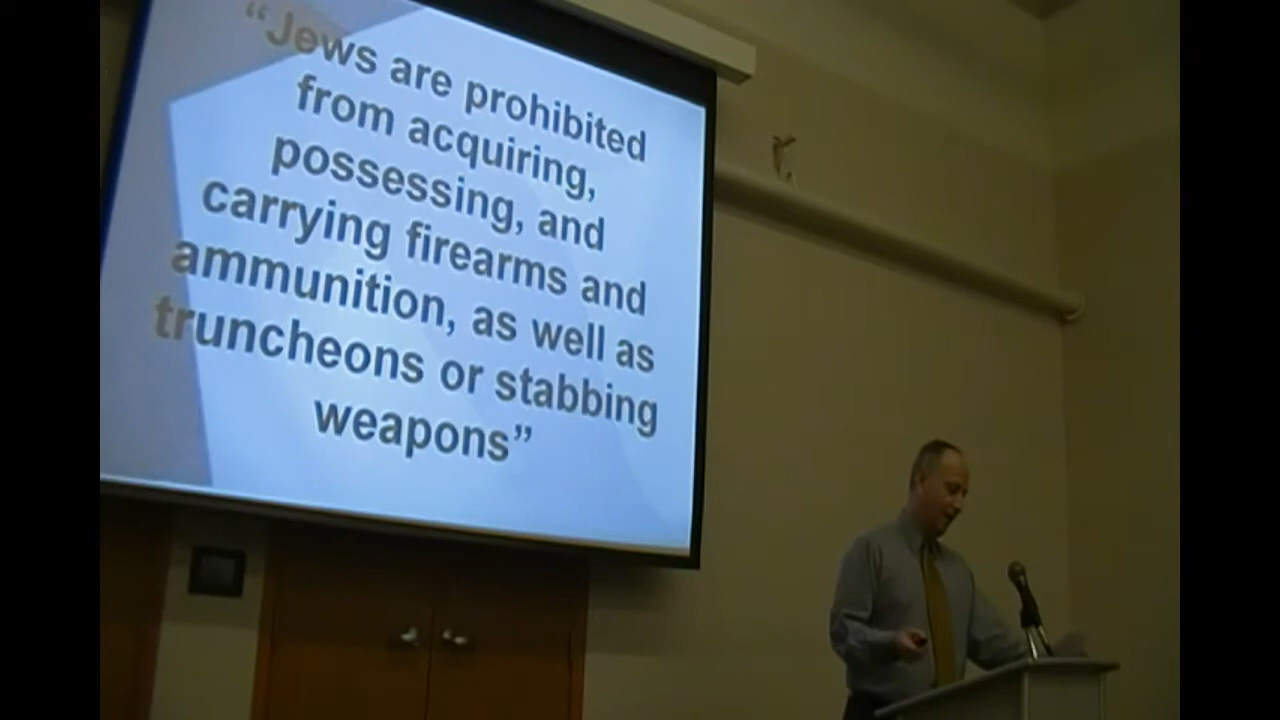 “Jews are prohibited
from acquiring,
possessing, and
carrying firearms and
ammunition, as well as
truncheons or stabbing
weapons”